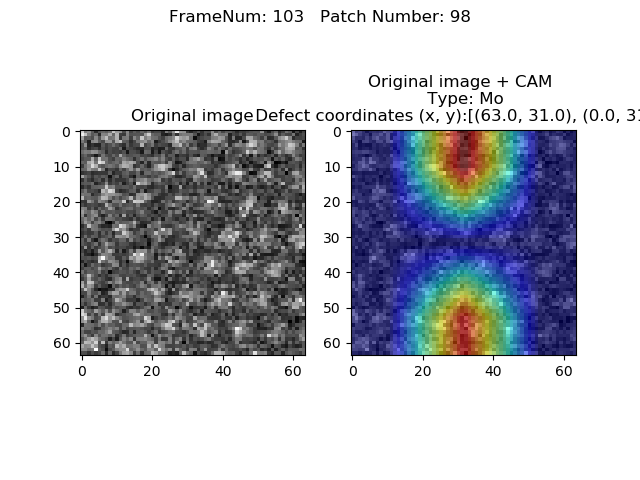 FrameNum: 103   Patch Number: 98
Original image + CAM
Type: Mo
Original image
Defect coordinates (x, y):[(63.0, 31.0), (0.0, 31
0
10
20
30
40
50
60
0 20 40 60
0
10
20
30
40
50
60
0 20 40 60